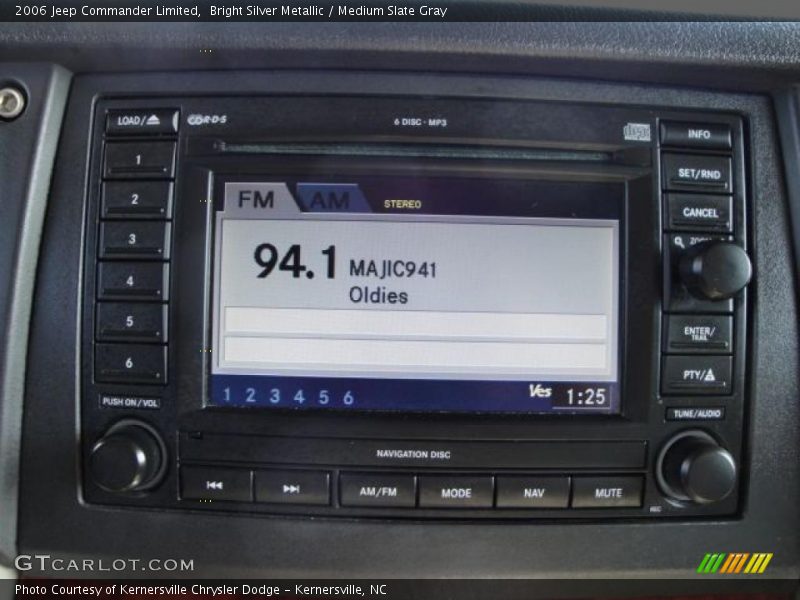 2006 Jeep Commander Limited,  Bright Silver Metallic / Medium Slate Gray
LOAD/
R·D·S
6 DISC · MP3
INFO
1
SET/RND
2
FM
AM
STEREO
CANCEL
3
94.1
MAJIC941
Oldies
4
5
ENTER/
TRAIL
6
PTY/
1 2 3 4 5 6
Yes
1:25
PUSH ON/VOL
TUNE/AUDIO
NAVIGATION DISC
AM/FM
MODE
NAV
MUTE
REC
GTCARLOT.COM
Photo Courtesy of Kernersville Chrysler Dodge – Kernersville, NC